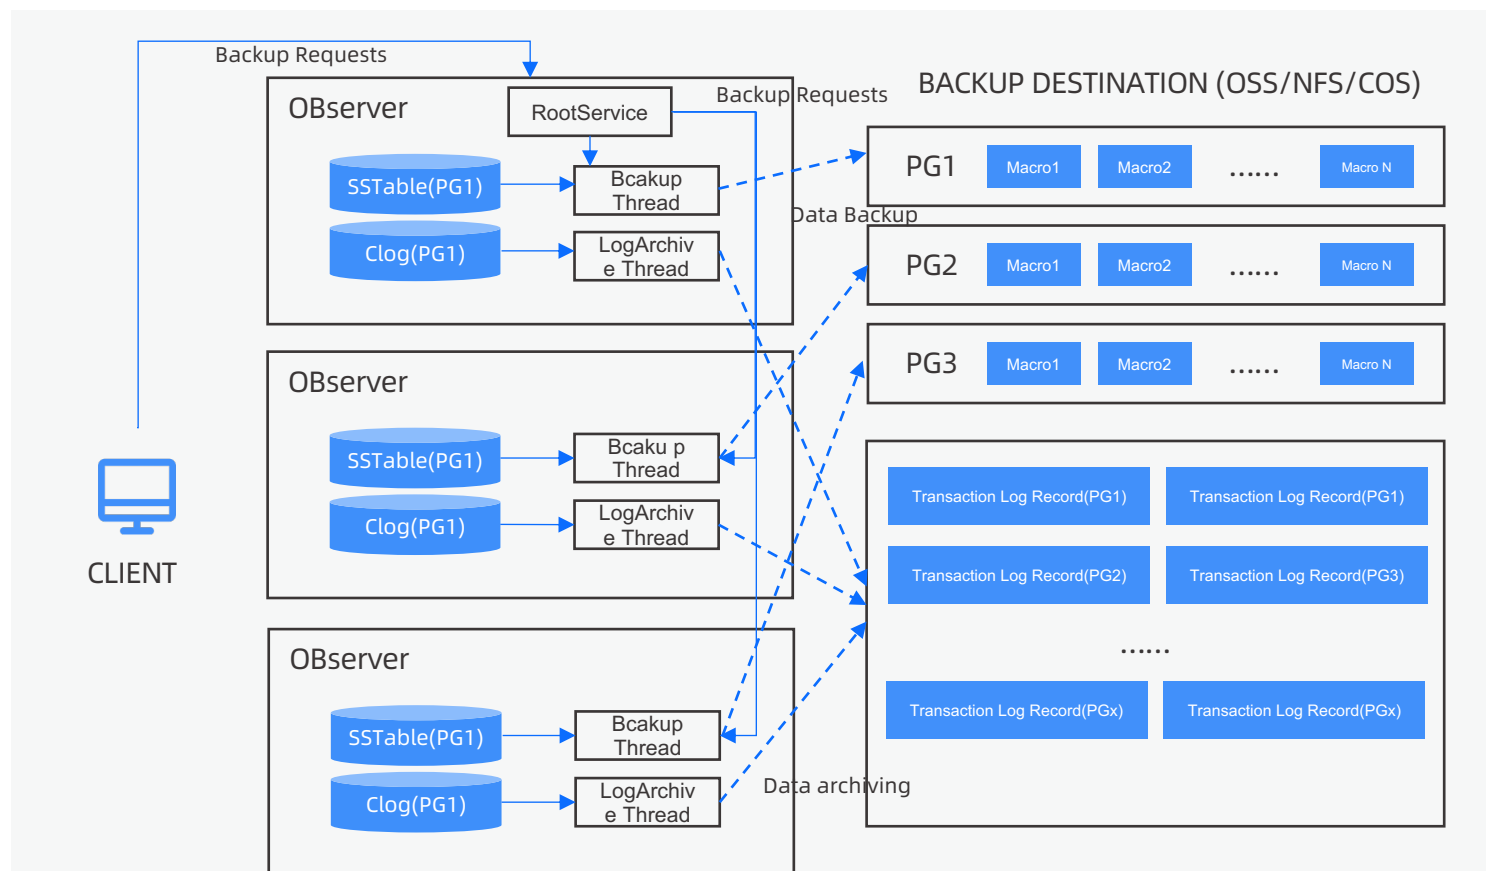 Backup Requests
BACKUP DESTINATION (OSS/NFS/COS)
OBserver
RootService
Backup Requests
SSTable(PG1)
Bcakup
Thread
Clog(PG1)
LogArchiv
e Thread
Data Backup
PG1
Macro1
Macro2
......
Macro N
PG2
Macro1
Macro2
......
Macro N
PG3
Macro1
Macro2
......
Macro N
OBserver
SSTable(PG1)
Bcaku p
Thread
Clog(PG1)
LogArchiv
e Thread
CLIENT
Transaction Log Record(PG1)
Transaction Log Record(PG1)
Transaction Log Record(PG2)
Transaction Log Record(PG3)
......
Transaction Log Record(PGx)
Transaction Log Record(PGx)
OBserver
SSTable(PG1)
Bcakup
Thread
Clog(PG1)
LogArchiv
e Thread
Data archiving